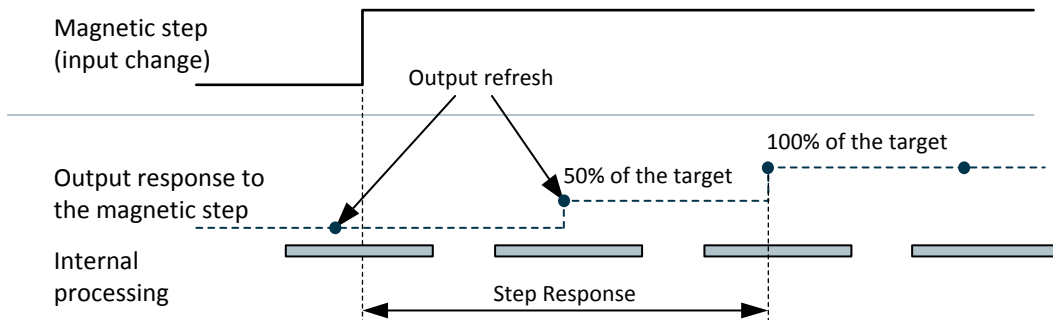 Magnetic step
(input change)
Output refresh
100% of the target
50% of the target
Output response to
the magnetic step
Internal
processing
Step Response